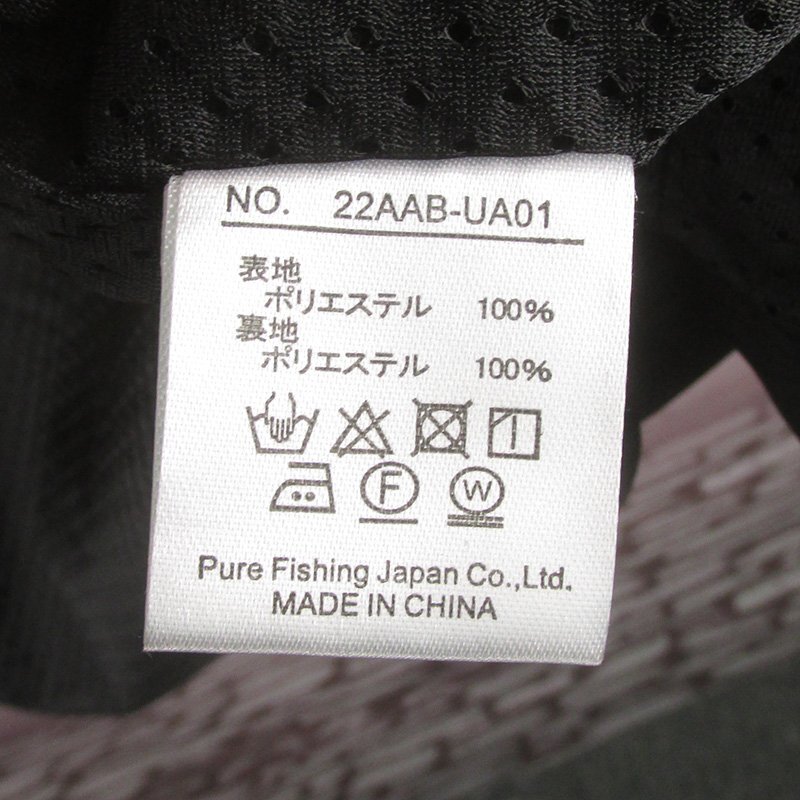 NO. 22AAB-UA01
表地
ポリエステル 100%
裏地
ポリエステル 100%
F W
Pure Fishing Japan Co.,Ltd.
MADE IN CHINA